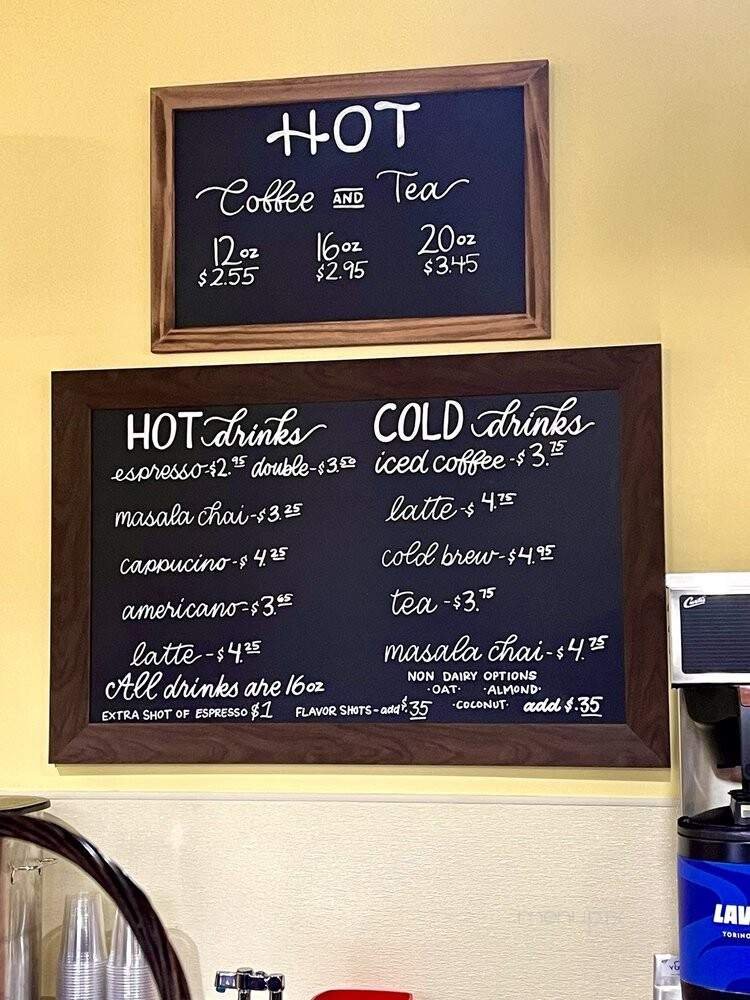 HOT
Coffee AND Tea
12oz 16oz 20oz
$2.55 $2.95 $3.45
HOT drinks
espresso-$2.95 double-$3.50
masala chai-$3.25
cappucino-$4.25
americano-$3.65
latte-$4.25
All drinks are 16oz
EXTRA SHOT OF ESPRESSO $1 FLAVOR SHOTS-add $.35
COLD drinks
iced coffee-$3.75
latte-$4.75
cold brew-$4.95
tea-$3.75
masala chai-$4.75
NON DAIRY OPTIONS
·OAT· ·ALMOND·
·COCONUT· add $.35
Curtis
LAV
TORINO